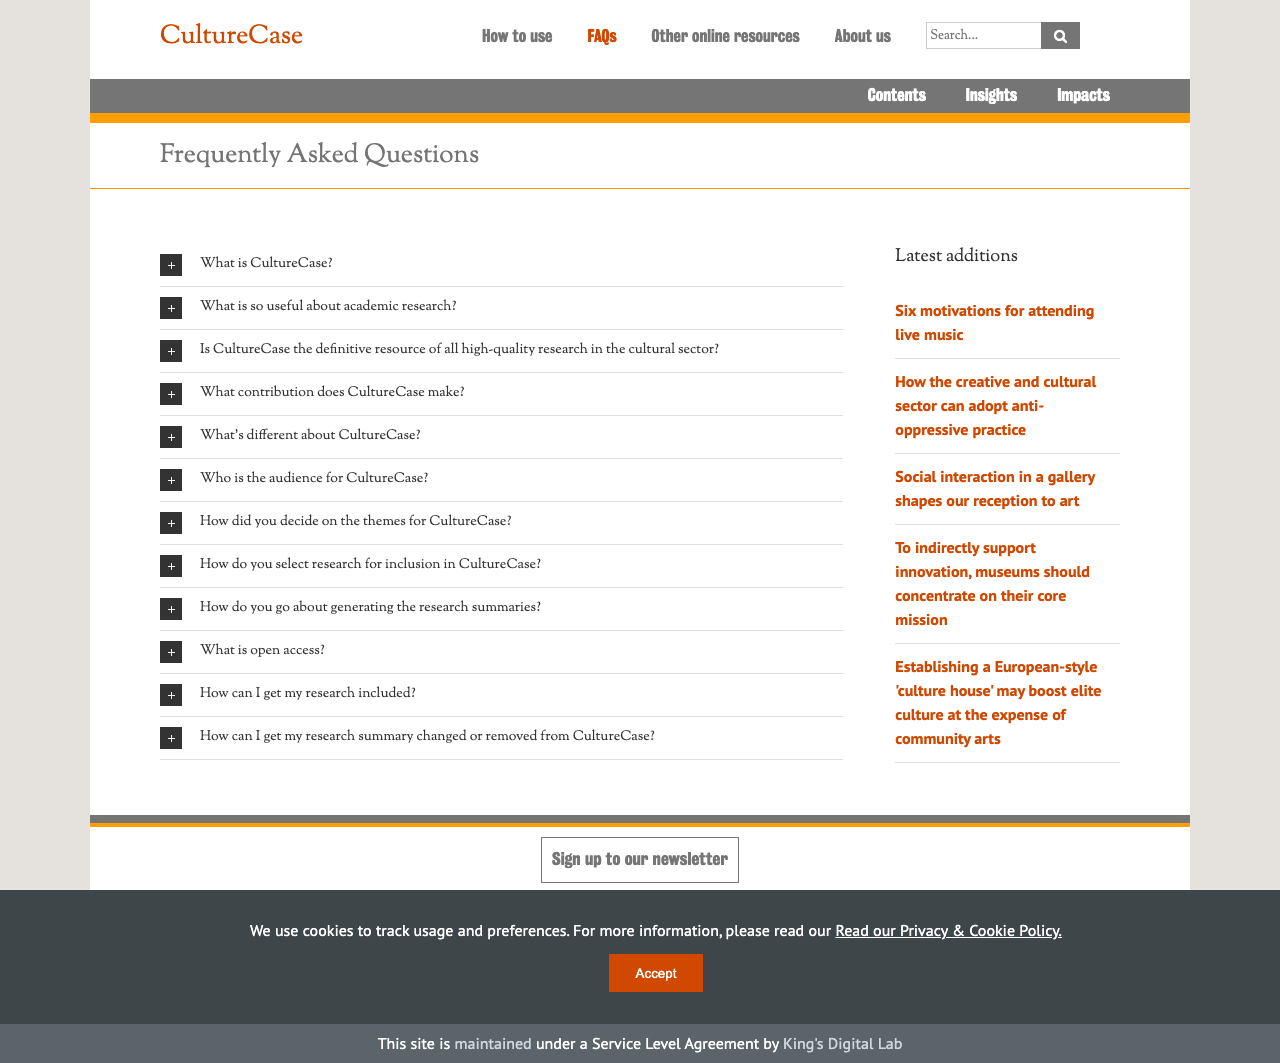 CultureCase
How to use FAQs Other online resources About us Search...
Contents Insights Impacts
Frequently Asked Questions
+ What is CultureCase?
+ What is so useful about academic research?
+ Is CultureCase the definitive resource of all high-quality research in the cultural sector?
+ What contribution does CultureCase make?
+ What's different about CultureCase?
+ Who is the audience for CultureCase?
+ How did you decide on the themes for CultureCase?
+ How do you select research for inclusion in CultureCase?
+ How do you go about generating the research summaries?
+ What is open access?
+ How can I get my research included?
+ How can I get my research summary changed or removed from CultureCase?
Latest additions
Six motivations for attending
live music
How the creative and cultural
sector can adopt anti-
oppressive practice
Social interaction in a gallery
shapes our reception to art
To indirectly support
innovation, museums should
concentrate on their core
mission
Establishing a European-style
'culture house' may boost elite
culture at the expense of
community arts
Sign up to our newsletter
We use cookies to track usage and preferences. For more information, please read our Read our Privacy & Cookie Policy.
Accept
This site is maintained under a Service Level Agreement by King's Digital Lab